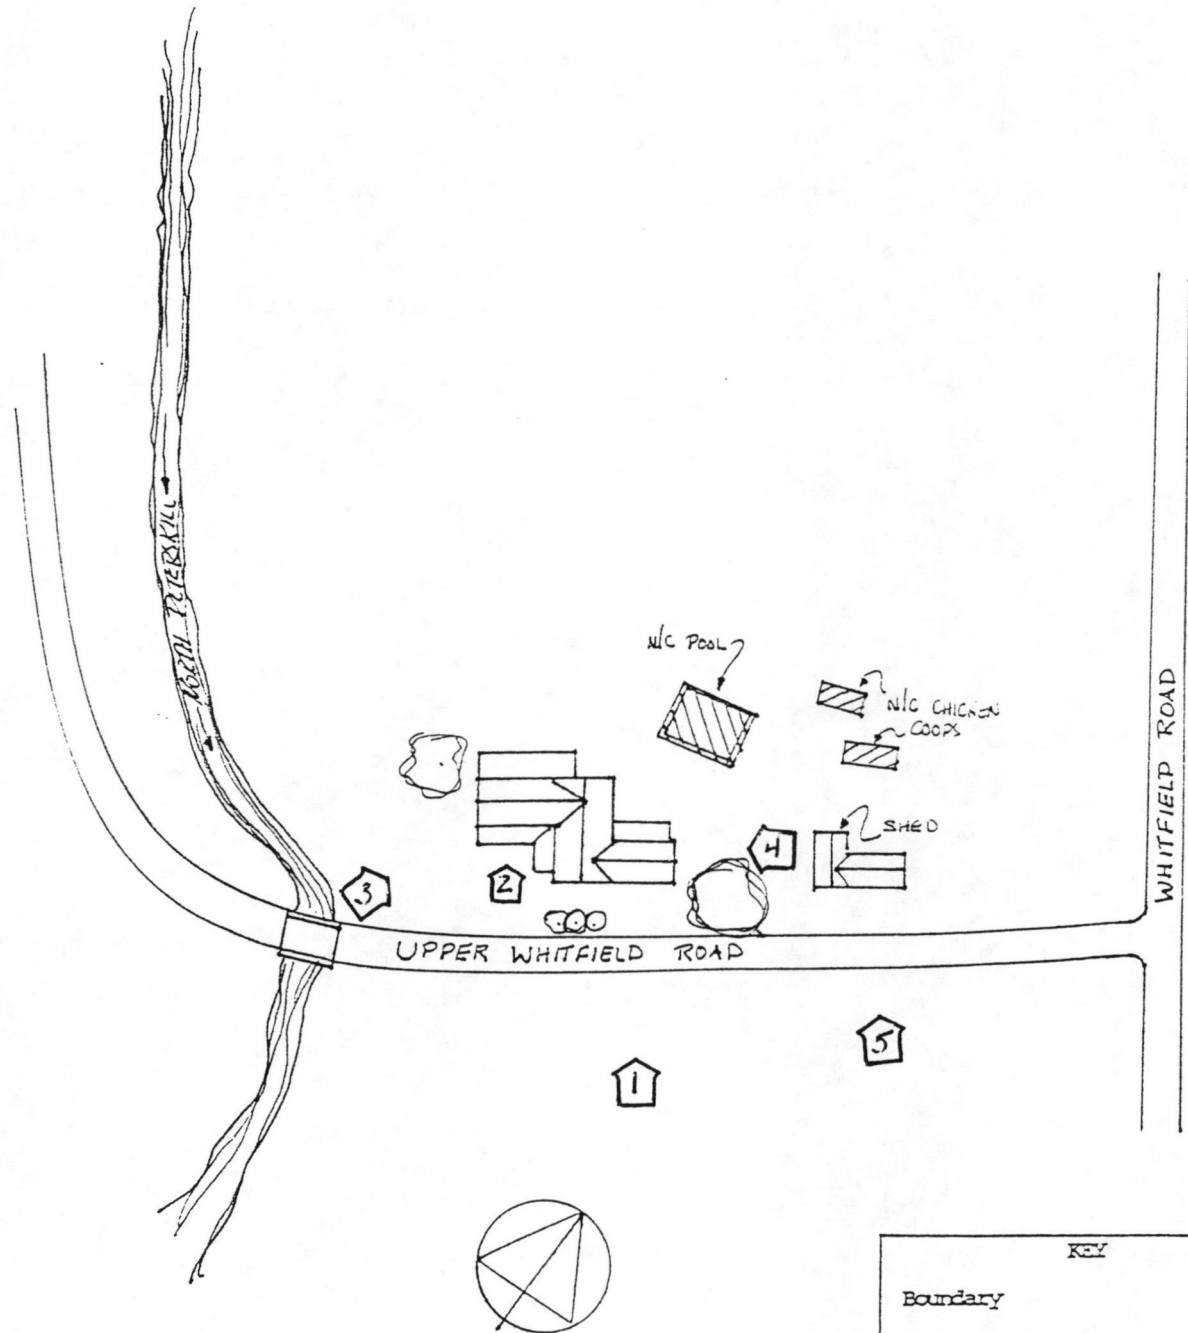 NORTH PETERSKILL
N/C POOL
N/C CHICKEN
COOPS
WHITFIELD ROAD
SHED
4
3
2
UPPER WHITFIELD ROAD
5
1
KEY
Boundary